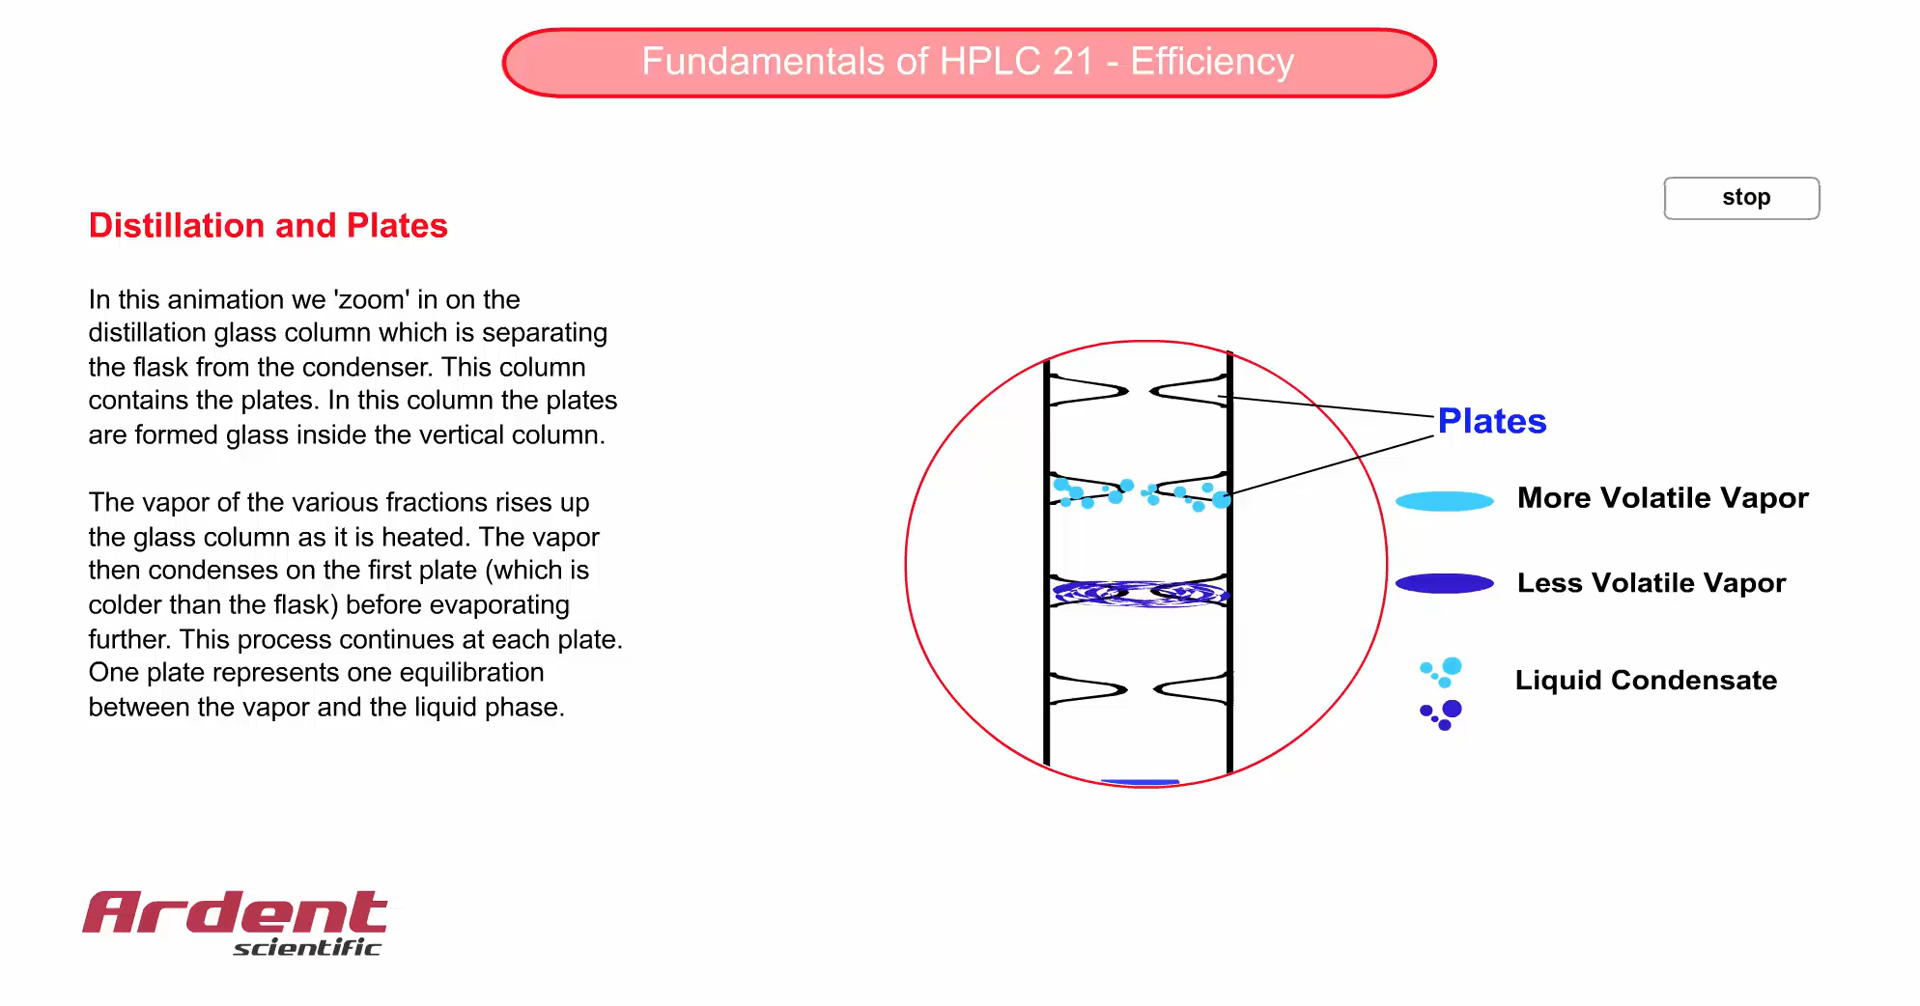 Fundamentals of HPLC 21 - Efficiency
stop
Distillation and Plates
In this animation we 'zoom' in on the
distillation glass column which is separating
the flask from the condenser. This column
contains the plates. In this column the plates
are formed glass inside the vertical column.
The vapor of the various fractions rises up
the glass column as it is heated. The vapor
then condenses on the first plate (which is
colder than the flask) before evaporating
further. This process continues at each plate.
One plate represents one equilibration
between the vapor and the liquid phase.
Plates
More Volatile Vapor
Less Volatile Vapor
Liquid Condensate
Ardent
scientific